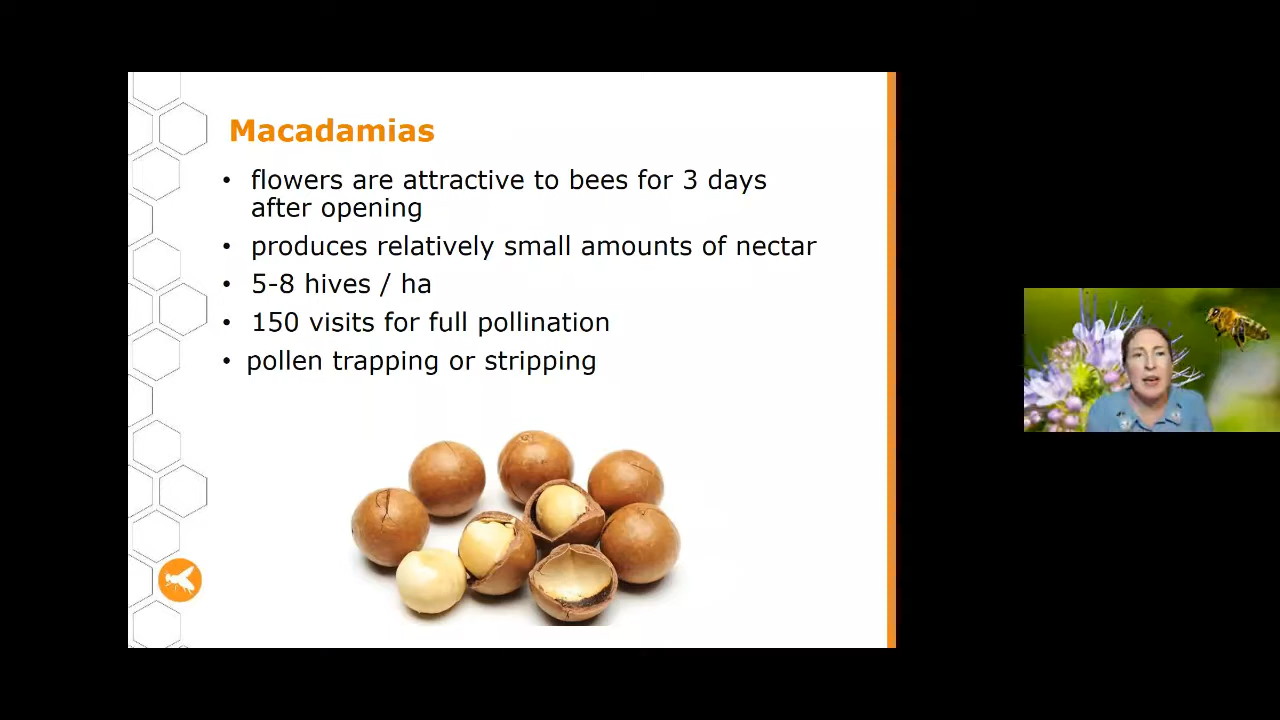 Macadamias
• flowers are attractive to bees for 3 days
after opening
• produces relatively small amounts of nectar
• 5-8 hives / ha
• 150 visits for full pollination
• pollen trapping or stripping